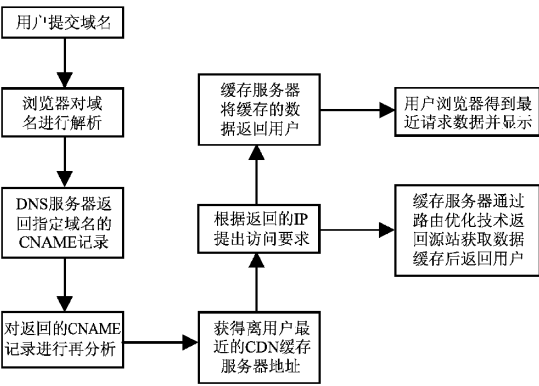 用户提交域名
浏览器对域
名进行解析
DNS服务器返
回指定域名的
CNAME记录
对返回的CNAME
记录进行再分析
获得离用户最
近的CDN缓存
服务器地址
根据返回的IP
提出访问要求
缓存服务器
将缓存的数
据返回用户
用户浏览器得到最
近请求数据并显示
缓存服务器通过
路由优化技术返
回源站获取数据
缓存后返回用户